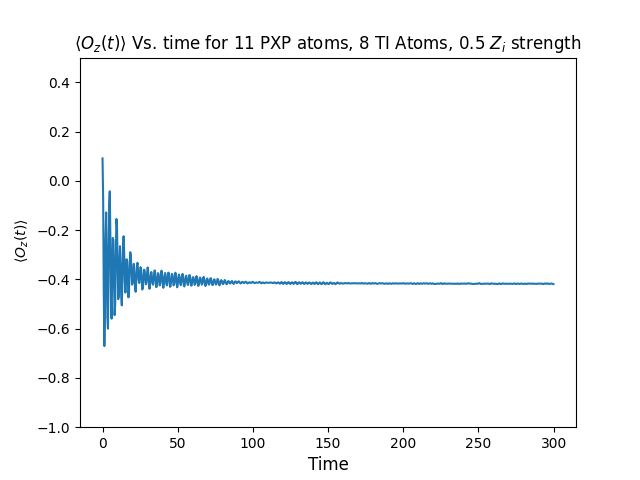 ⟨O_z(t)⟩ Vs. time for 11 PXP atoms, 8 TI Atoms, 0.5 Z_i strength
0.4
0.2
0.0
−0.2
−0.4
−0.6
−0.8
−1.0
⟨O_z(t)⟩
0 50 100 150 200 250 300
Time